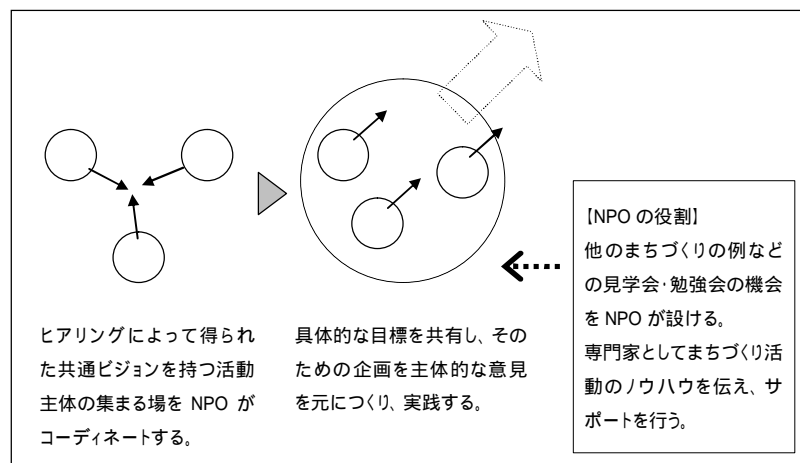 ヒアリングによって得られ
た共通ビジョンを持つ活動
主体の集まる場を NPO が
コーディネートする。
具体的な目標を共有し、その
ための企画を主体的な意見
を元につくり、実践する。
【NPO の役割】
他のまちづくりの例など
の見学会・勉強会の機会
を NPO が設ける。
専門家としてまちづくり活
動のノウハウを伝え、サ
ポートを行う。